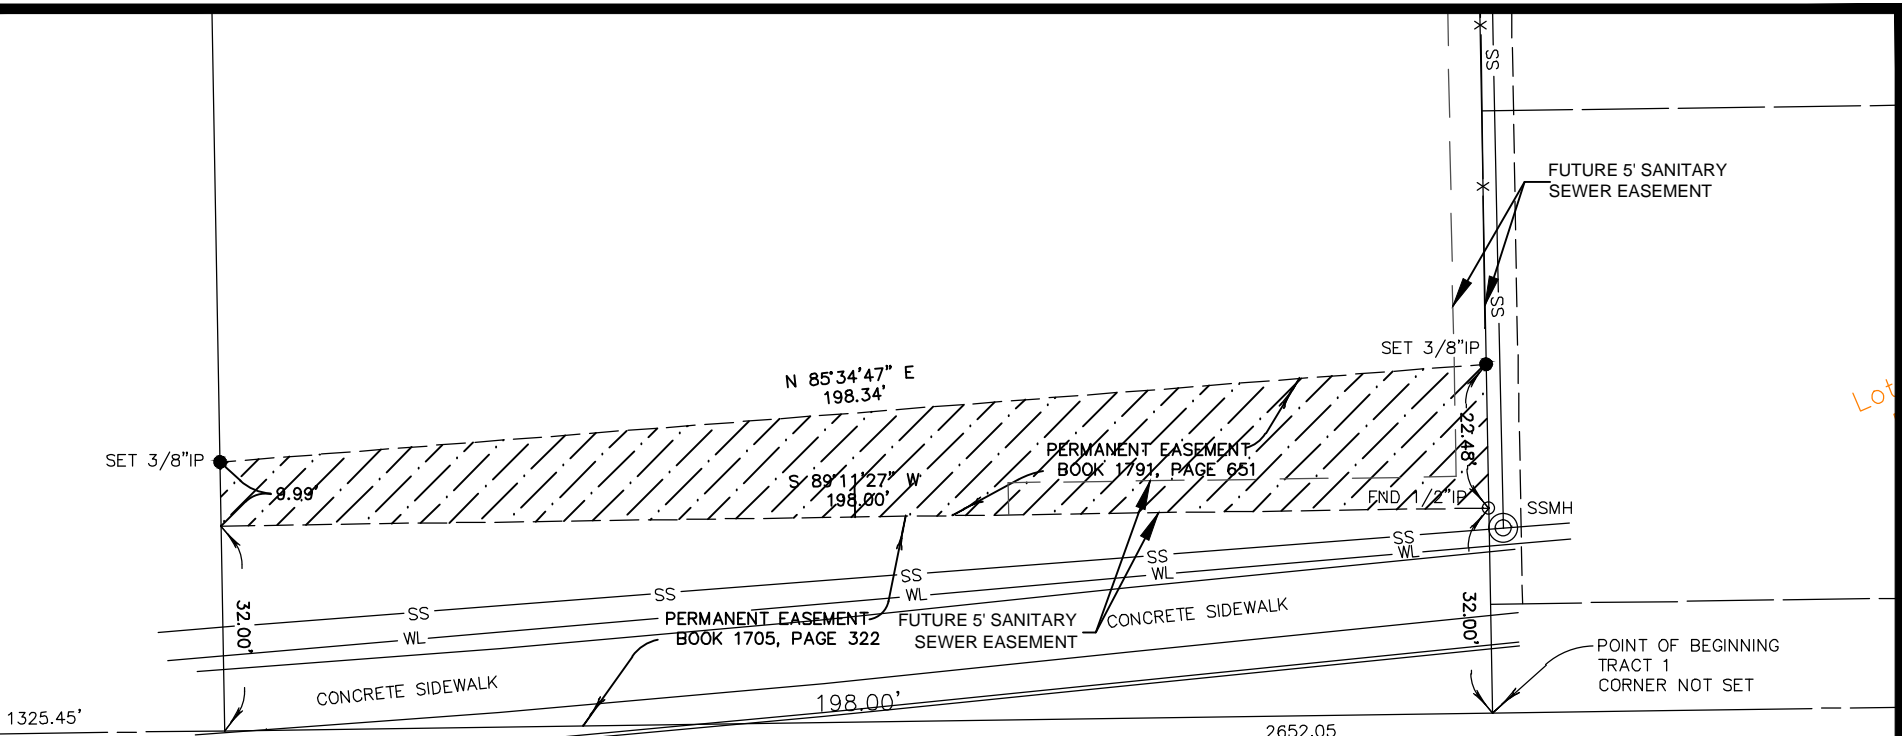 SS
FUTURE 5' SANITARY
SEWER EASEMENT
SS
SET 3/8"IP
N 85°34'47" E
198.34'
Lot
22.48'
SET 3/8"IP
PERMANENT EASEMENT
BOOK 1791, PAGE 651
S 89°11'27" W
198.00'
9.99'
FND 1/2"IP
SSMH
SS
WL
SS
WL
SS
WL
SS
SS
WL
32.00'
PERMANENT EASEMENT
BOOK 1705, PAGE 322
FUTURE 5' SANITARY
SEWER EASEMENT
CONCRETE SIDEWALK
32.00'
POINT OF BEGINNING
TRACT 1
CORNER NOT SET
CONCRETE SIDEWALK
198.00'
1325.45'
2652.05